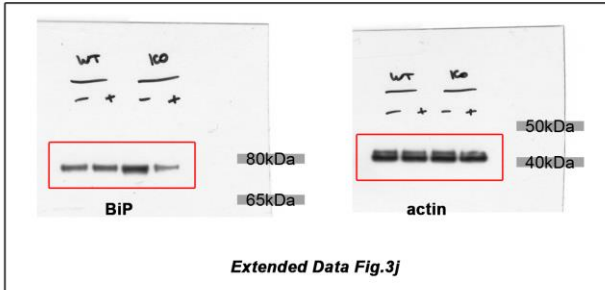 WT KO
- + - +
80kDa
65kDa
BiP
WT KO
- + - +
50kDa
40kDa
actin
Extended Data Fig.3j